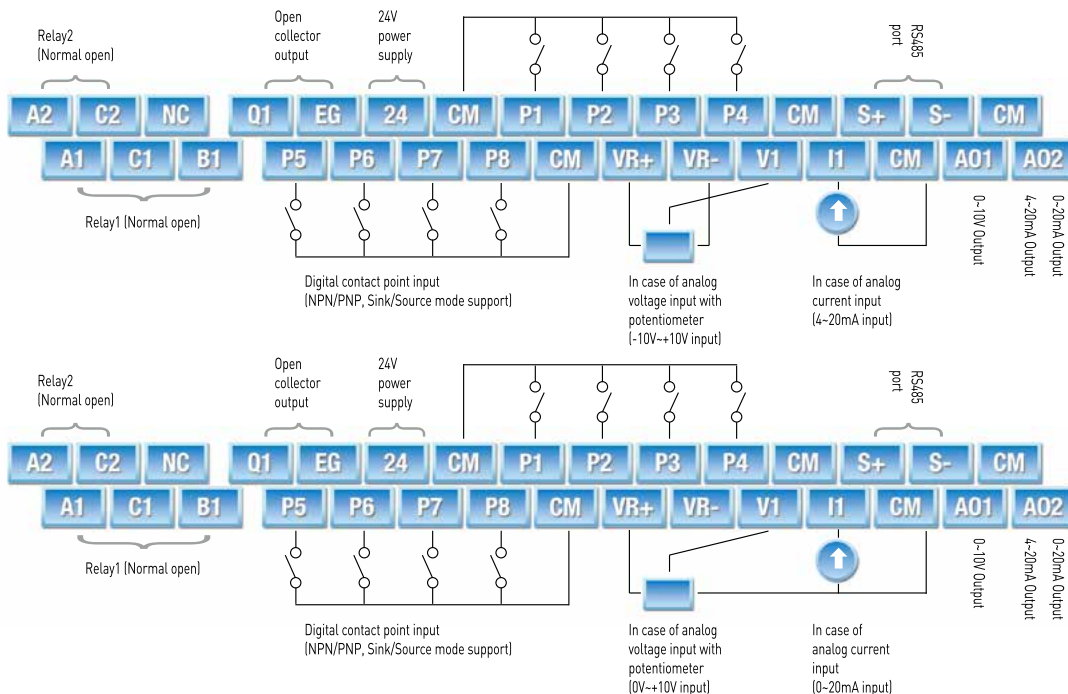 Relay2
(Normal open)
Open
collector
output
24V
power
supply
RS485
port
A2 C2 NC Q1 EG 24 CM P1 P2 P3 P4 CM S+ S- CM
A1 C1 B1 P5 P6 P7 P8 CM VR+ VR- V1 I1 CM AO1 AO2
Relay1 (Normal open)
Digital contact point input
(NPN/PNP, Sink/Source mode support)
In case of analog
voltage input with
potentiometer
(-10V~+10V input)
In case of analog
current input
(4~20mA input)
0~10V Output
0~20mA Output
4~20mA Output
Relay2
(Normal open)
Open
collector
output
24V
power
supply
RS485
port
A2 C2 NC Q1 EG 24 CM P1 P2 P3 P4 CM S+ S- CM
A1 C1 B1 P5 P6 P7 P8 CM VR+ VR- V1 I1 CM AO1 AO2
Relay1 (Normal open)
Digital contact point input
(NPN/PNP, Sink/Source mode support)
In case of analog
voltage input with
potentiometer
(0V~+10V input)
In case of
analog current
input
(0~20mA input)
0~10V Output
0~20mA Output
4~20mA Output